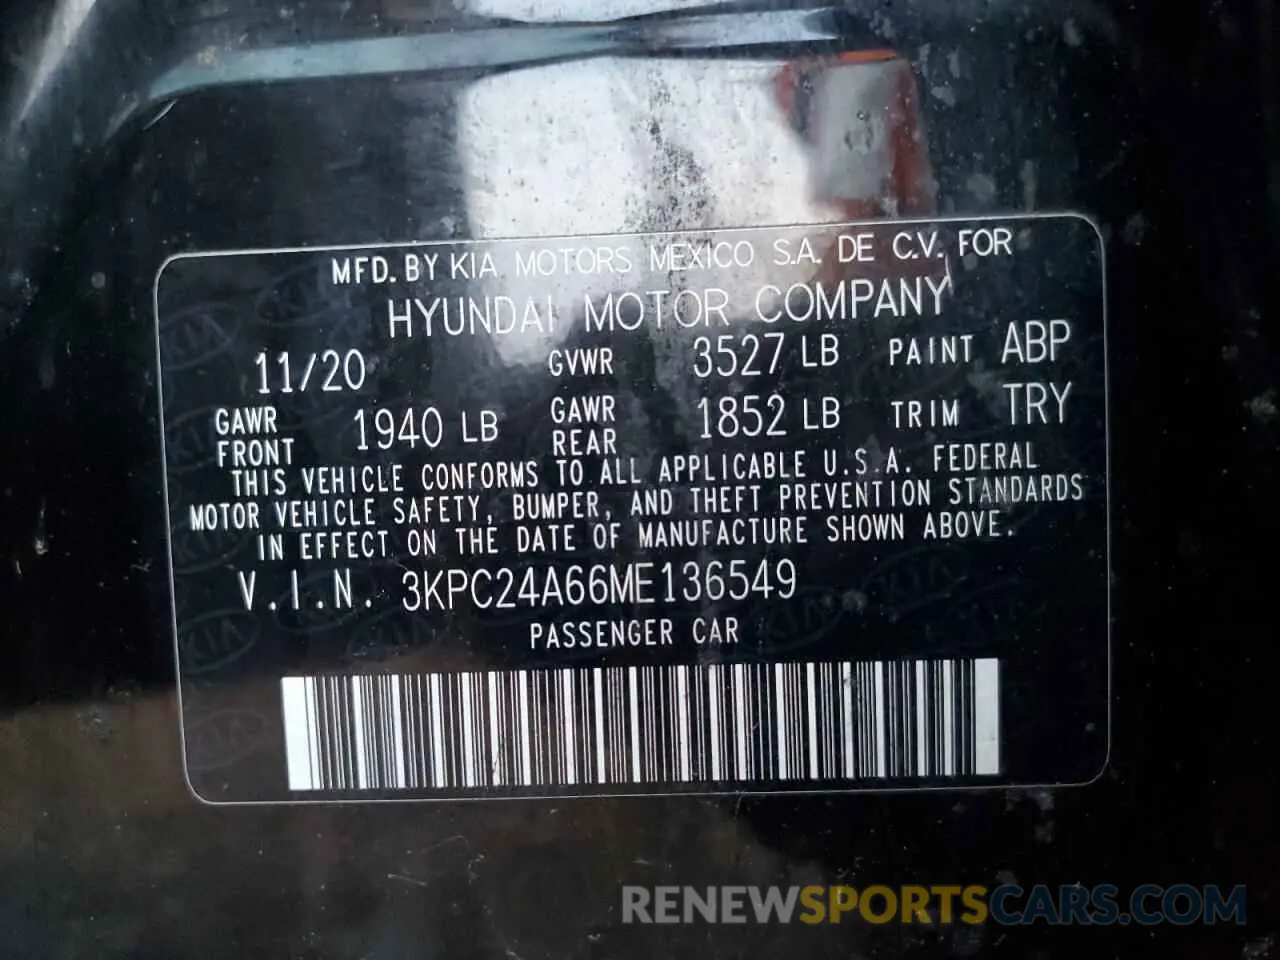 MFD. BY KIA MOTORS MEXICO S.A. DE C.V. FOR
HYUNDAI MOTOR COMPANY
11/20 GVWR 3527 LB PAINT ABP
GAWR FRONT 1940 LB GAWR REAR 1852 LB TRIM TRY
THIS VEHICLE CONFORMS TO ALL APPLICABLE U.S.A. FEDERAL
MOTOR VEHICLE SAFETY, BUMPER, AND THEFT PREVENTION STANDARDS
IN EFFECT ON THE DATE OF MANUFACTURE SHOWN ABOVE.
V.I.N. 3KPC24A66ME136549
PASSENGER CAR
RENEWSPORTSCARS.COM